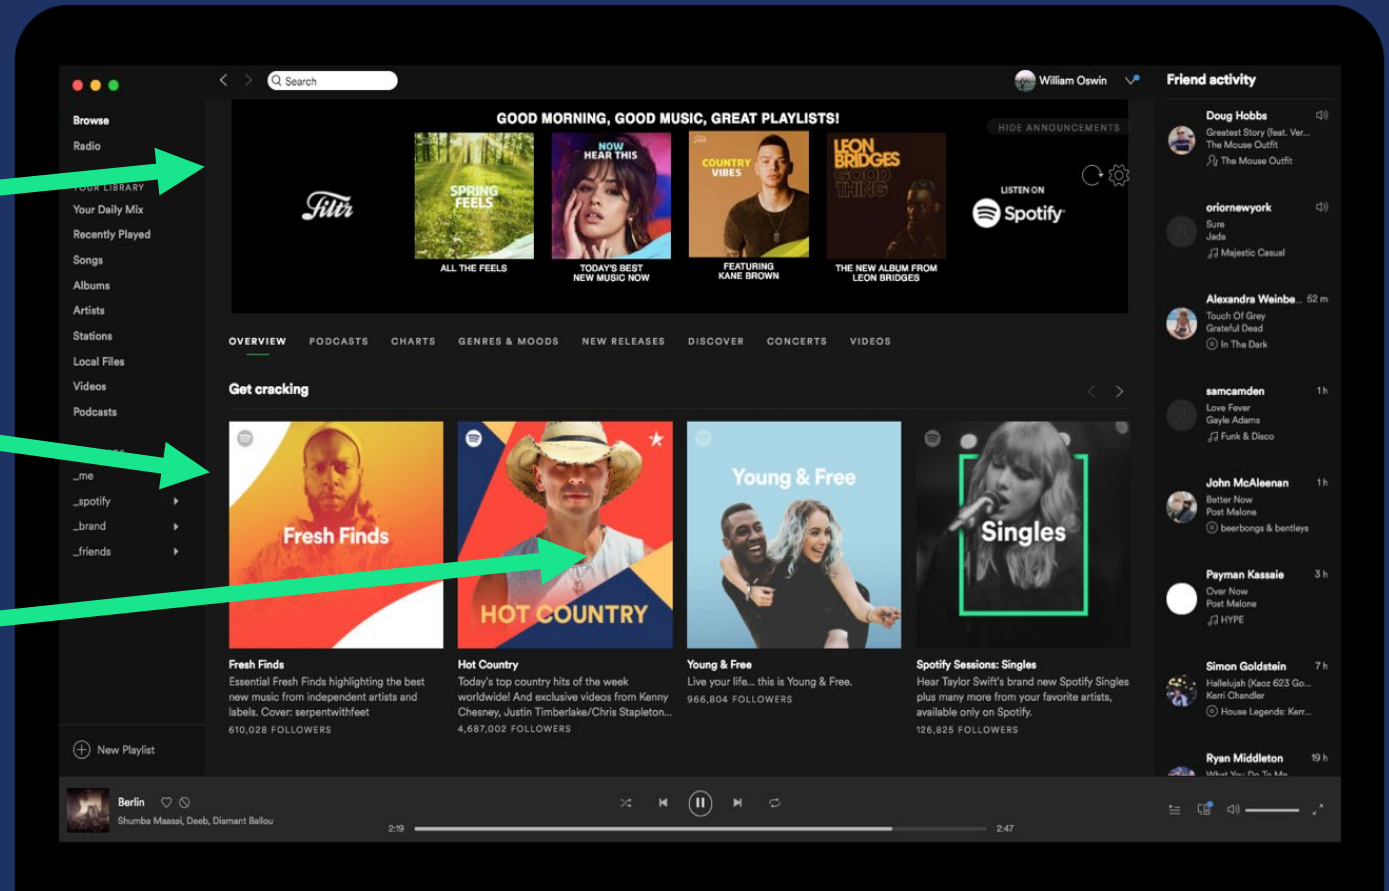 Search
William Oswin
Friend activity
Browse
Radio
YOUR LIBRARY
Your Daily Mix
Recently Played
Songs
Albums
Artists
Stations
Local Files
Videos
Podcasts
_me
_spotify
_brand
_friends
New Playlist
GOOD MORNING, GOOD MUSIC, GREAT PLAYLISTS!
HIDE ANNOUNCEMENTS
Filtr
SPRING
FEELS
ALL THE FEELS
NOW
HEAR THIS
TODAY'S BEST
NEW MUSIC NOW
COUNTRY
VIBES
FEATURING
KANE BROWN
LEON
BRIDGES
GOOD
THING
THE NEW ALBUM FROM
LEON BRIDGES
LISTEN ON
Spotify
OVERVIEW PODCASTS CHARTS GENRES & MOODS NEW RELEASES DISCOVER CONCERTS VIDEOS
Get cracking
Fresh Finds
Fresh Finds
Essential Fresh Finds highlighting the best
new music from independent artists and
labels. Cover: serpentwithfeet
610,028 FOLLOWERS
HOT COUNTRY
Hot Country
Today's top country hits of the week
worldwide! And exclusive videos from Kenny
Chesney, Justin Timberlake/Chris Stapleton...
4,687,002 FOLLOWERS
Young & Free
Young & Free
Live your life... this is Young & Free.
966,804 FOLLOWERS
Singles
Spotify Sessions: Singles
Hear Taylor Swift's brand new Spotify Singles
plus many more from your favorite artists,
available only on Spotify.
126,825 FOLLOWERS
Doug Hobbs
Greatest Story (feat. Ver...
The Mouse Outfit
The Mouse Outfit
oriornewyork
Sure
Jada
Majestic Casual
Alexandra Weinbe... 52 m
Touch Of Grey
Grateful Dead
In The Dark
samcamden 1 h
Love Fever
Gayle Adams
Funk & Disco
John McAleenan 1 h
Better Now
Post Malone
beerbongs & bentleys
Payman Kassaie 3 h
Over Now
Post Malone
HYPE
Simon Goldstein 7 h
Hallelujah (Kaoz 623 Go...
Kerri Chandler
House Legends: Kerr...
Ryan Middleton 19 h
What You Do To Me
Berlin
Shumba Maasai, Deeb, Diamant Ballou
2:19
2:47